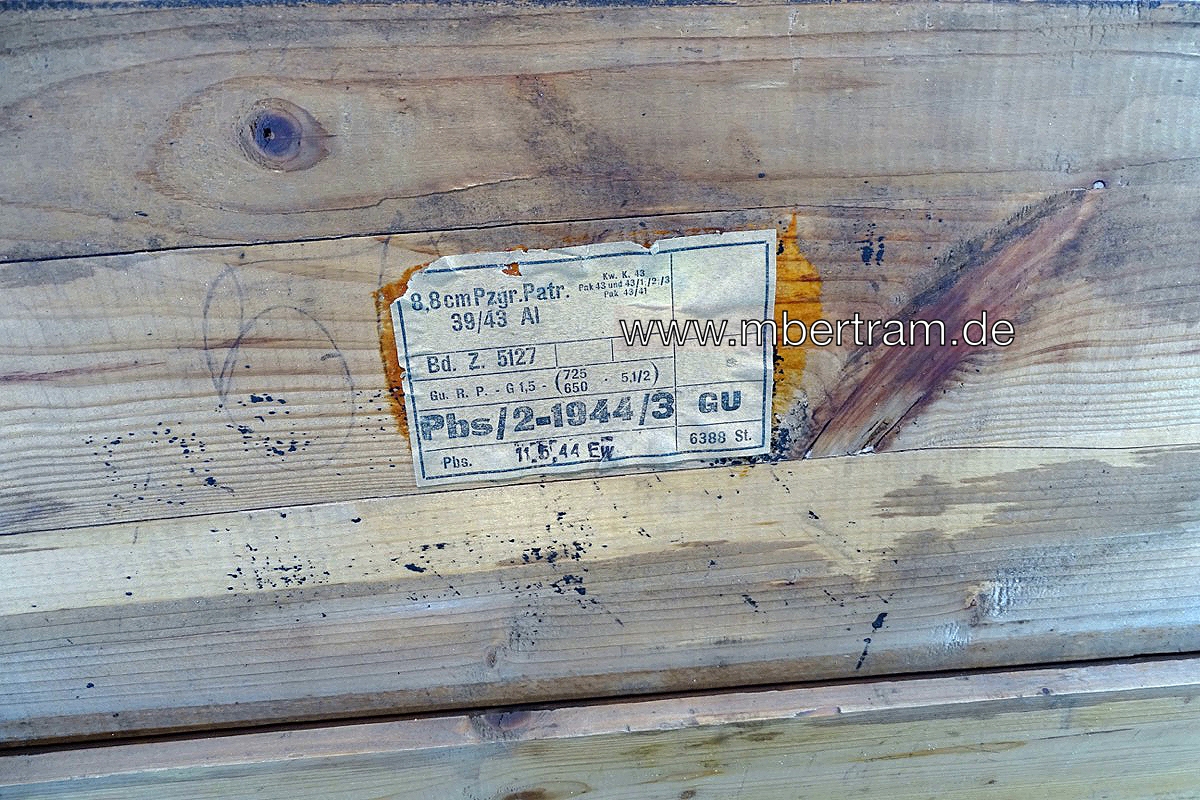 8,8cm Pzgr.Patr.
39/43 Al
Kw. K. 43
Pak 43 und 43/1/2/3
Pak 43/41
www.mbertram.de
Bd. Z. 5127
Gu. R. P. - G 1,5 - (725/650 · 5,1/2)
Pbs/2-1944/3
GU
Pbs. 11.5.44 EW
6388 St.